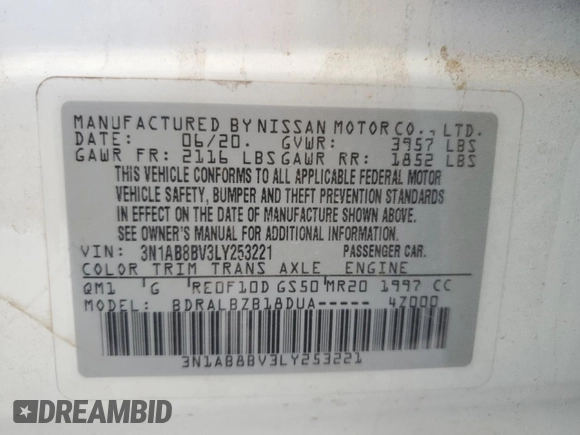 MANUFACTURED BY NISSAN MOTOR CO., LTD.
DATE: 06/20. GVWR: 3957 LBS
GAWR FR: 2116 LBS GAWR RR: 1852 LBS
THIS VEHICLE CONFORMS TO ALL APPLICABLE FEDERAL MOTOR
VEHICLE SAFETY, BUMPER AND THEFT PREVENTION STANDARDS
IN EFFECT ON THE DATE OF MANUFACTURE SHOWN ABOVE.
SEE OWNER'S MANUAL FOR ADDITIONAL INFORMATION.
VIN: 3N1AB8BV3LY253221 PASSENGER CAR.
COLOR TRIM TRANS AXLE ENGINE
QM1 G RE0F10D GS50 MR20 1997 CC
MODEL: BDRALBZB18DUA----- 4Z000
3N1AB8BV3LY253221
DREAMBID